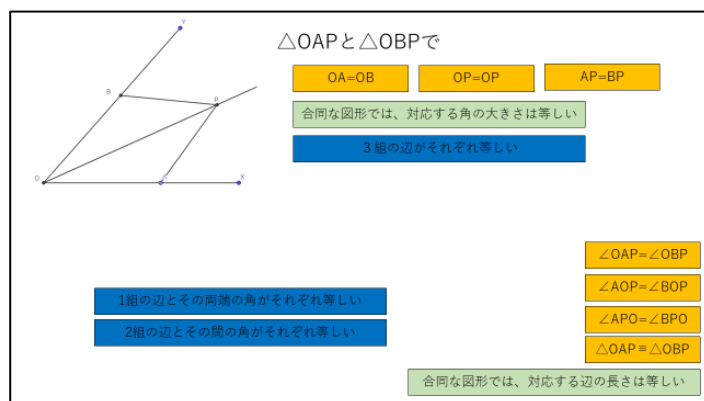 Y
△OAPと△OBPで
OA=OB
OP=OP
AP=BP
B
P
合同な図形では、対応する角の大きさは等しい
３組の辺がそれぞれ等しい
O
X
∠OAP=∠OBP
∠AOP=∠BOP
1組の辺とその両端の角がそれぞれ等しい
∠APO=∠BPO
2組の辺とその間の角がそれぞれ等しい
△OAP≡△OBP
合同な図形では、対応する辺の長さは等しい